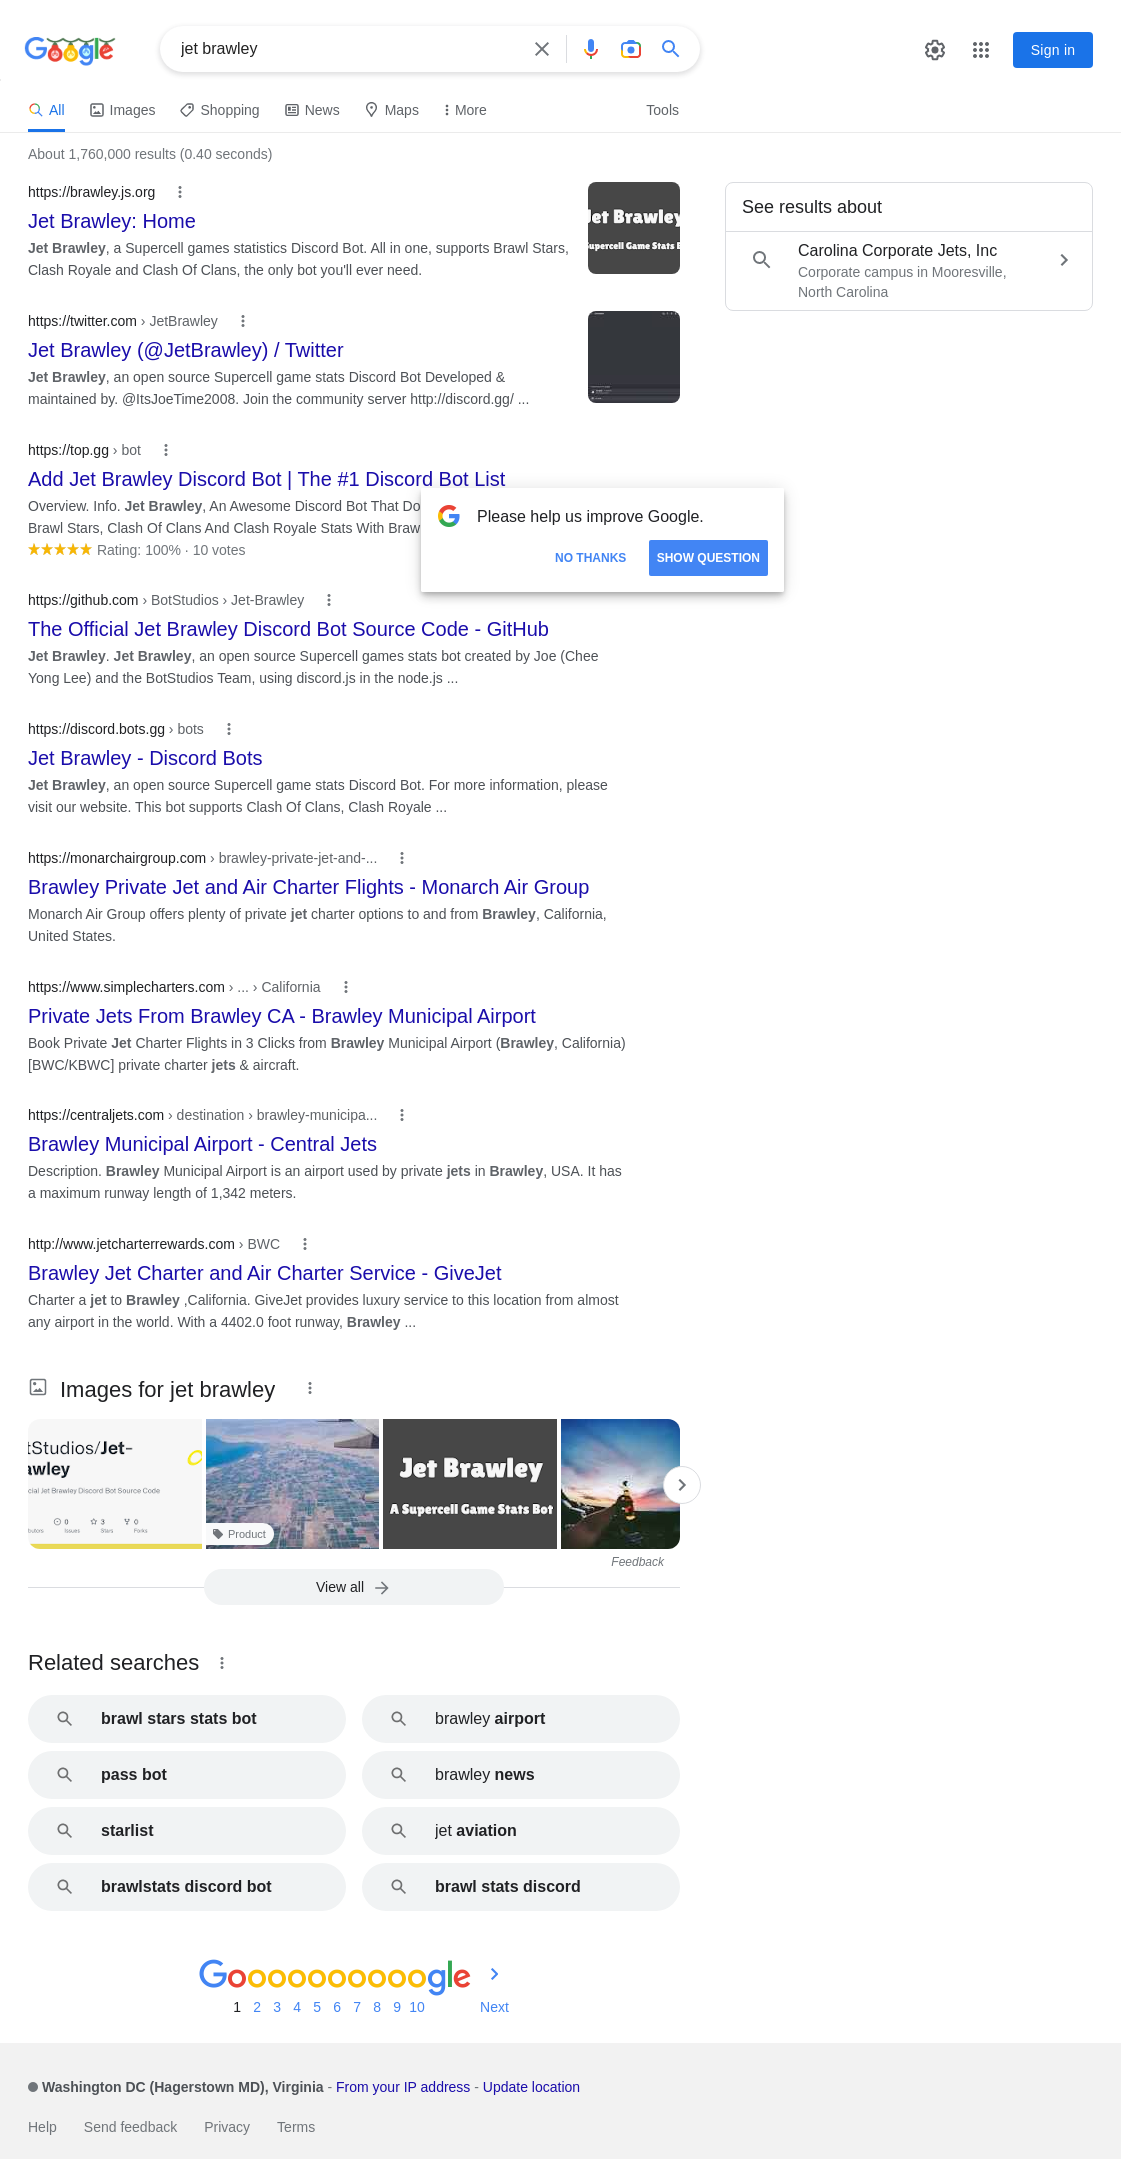 Google
jet brawley
Sign in
All
Images
Shopping
News
Maps
More
Tools
About 1,760,000 results (0.40 seconds)
https://brawley.js.org
Jet Brawley: Home
Jet Brawley, a Supercell games statistics Discord Bot. All in one, supports Brawl Stars,
Clash Royale and Clash Of Clans, the only bot you'll ever need.
Jet Brawley
Supercell Game Stats B
See results about
Carolina Corporate Jets, Inc
Corporate campus in Mooresville,
North Carolina
https://twitter.com › JetBrawley
Jet Brawley (@JetBrawley) / Twitter
Jet Brawley, an open source Supercell game stats Discord Bot Developed &
maintained by. @ItsJoeTime2008. Join the community server http://discord.gg/ ...
https://top.gg › bot
Add Jet Brawley Discord Bot | The #1 Discord Bot List
Overview. Info. Jet Brawley, An Awesome Discord Bot That Do
Brawl Stars, Clash Of Clans And Clash Royale Stats With Braw
Rating: 100% · 10 votes
Please help us improve Google.
NO THANKS
SHOW QUESTION
https://github.com › BotStudios › Jet-Brawley
The Official Jet Brawley Discord Bot Source Code - GitHub
Jet Brawley. Jet Brawley, an open source Supercell games stats bot created by Joe (Chee
Yong Lee) and the BotStudios Team, using discord.js in the node.js ...
https://discord.bots.gg › bots
Jet Brawley - Discord Bots
Jet Brawley, an open source Supercell game stats Discord Bot. For more information, please
visit our website. This bot supports Clash Of Clans, Clash Royale ...
https://monarchairgroup.com › brawley-private-jet-and-...
Brawley Private Jet and Air Charter Flights - Monarch Air Group
Monarch Air Group offers plenty of private jet charter options to and from Brawley, California,
United States.
https://www.simplecharters.com › ... › California
Private Jets From Brawley CA - Brawley Municipal Airport
Book Private Jet Charter Flights in 3 Clicks from Brawley Municipal Airport (Brawley, California)
[BWC/KBWC] private charter jets & aircraft.
https://centraljets.com › destination › brawley-municipa...
Brawley Municipal Airport - Central Jets
Description. Brawley Municipal Airport is an airport used by private jets in Brawley, USA. It has
a maximum runway length of 1,342 meters.
http://www.jetcharterrewards.com › BWC
Brawley Jet Charter and Air Charter Service - GiveJet
Charter a jet to Brawley ,California. GiveJet provides luxury service to this location from almost
any airport in the world. With a 4402.0 foot runway, Brawley ...
Images for jet brawley
tStudios/Jet-
awley
cial Jet Brawley Discord Bot Source Code
0
3
0
butors
Issues
Stars
Forks
Product
Jet Brawley
A Supercell Game Stats Bot
Feedback
View all
Related searches
brawl stars stats bot
brawley airport
pass bot
brawley news
starlist
jet aviation
brawlstats discord bot
brawl stats discord
Goooooooooogle
1 2 3 4 5 6 7 8 9 10
Next
Washington DC (Hagerstown MD), Virginia - From your IP address - Update location
Help
Send feedback
Privacy
Terms